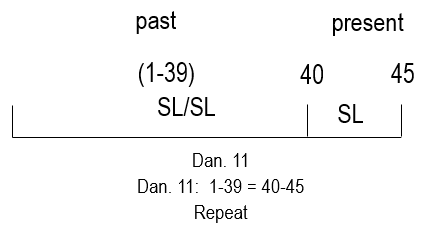 past present
(1-39) 40 45
SL/SL SL
Dan. 11
Dan. 11: 1-39 = 40-45
Repeat